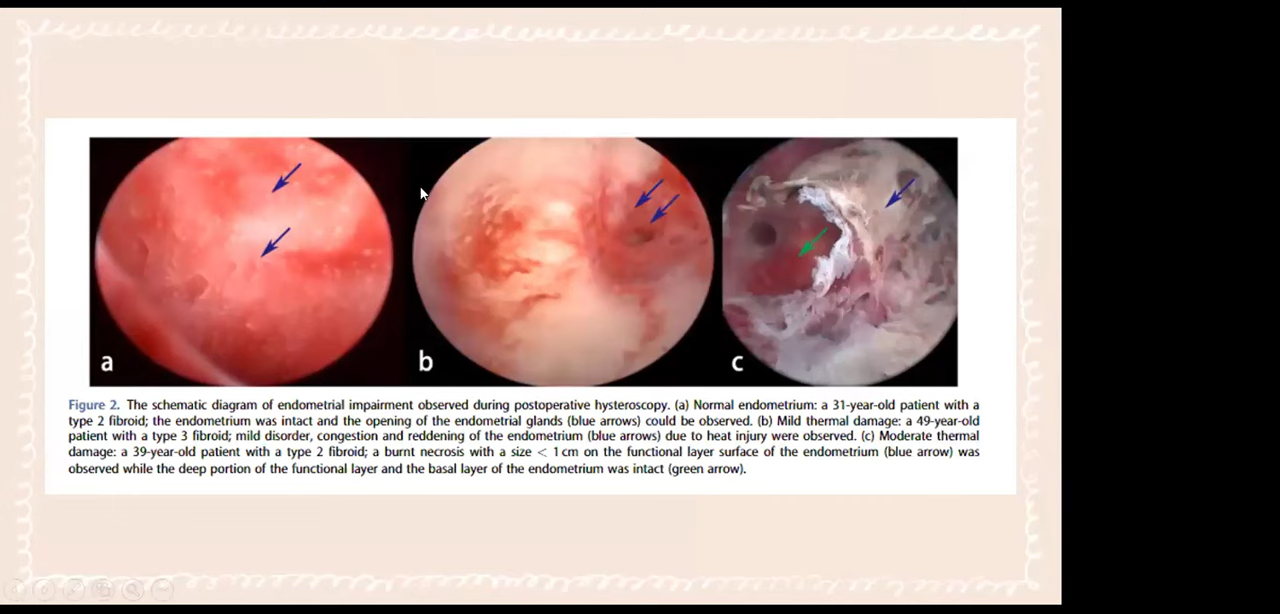 a b c
Figure 2. The schematic diagram of endometrial impairment observed during postoperative hysteroscopy. (a) Normal endometrium: a 31-year-old patient with a
type 2 fibroid; the endometrium was intact and the opening of the endometrial glands (blue arrows) could be observed. (b) Mild thermal damage: a 49-year-old
patient with a type 3 fibroid; mild disorder, congestion and reddening of the endometrium (blue arrows) due to heat injury were observed. (c) Moderate thermal
damage: a 39-year-old patient with a type 2 fibroid; a burnt necrosis with a size < 1 cm on the functional layer surface of the endometrium (blue arrow) was
observed while the deep portion of the functional layer and the basal layer of the endometrium was intact (green arrow).